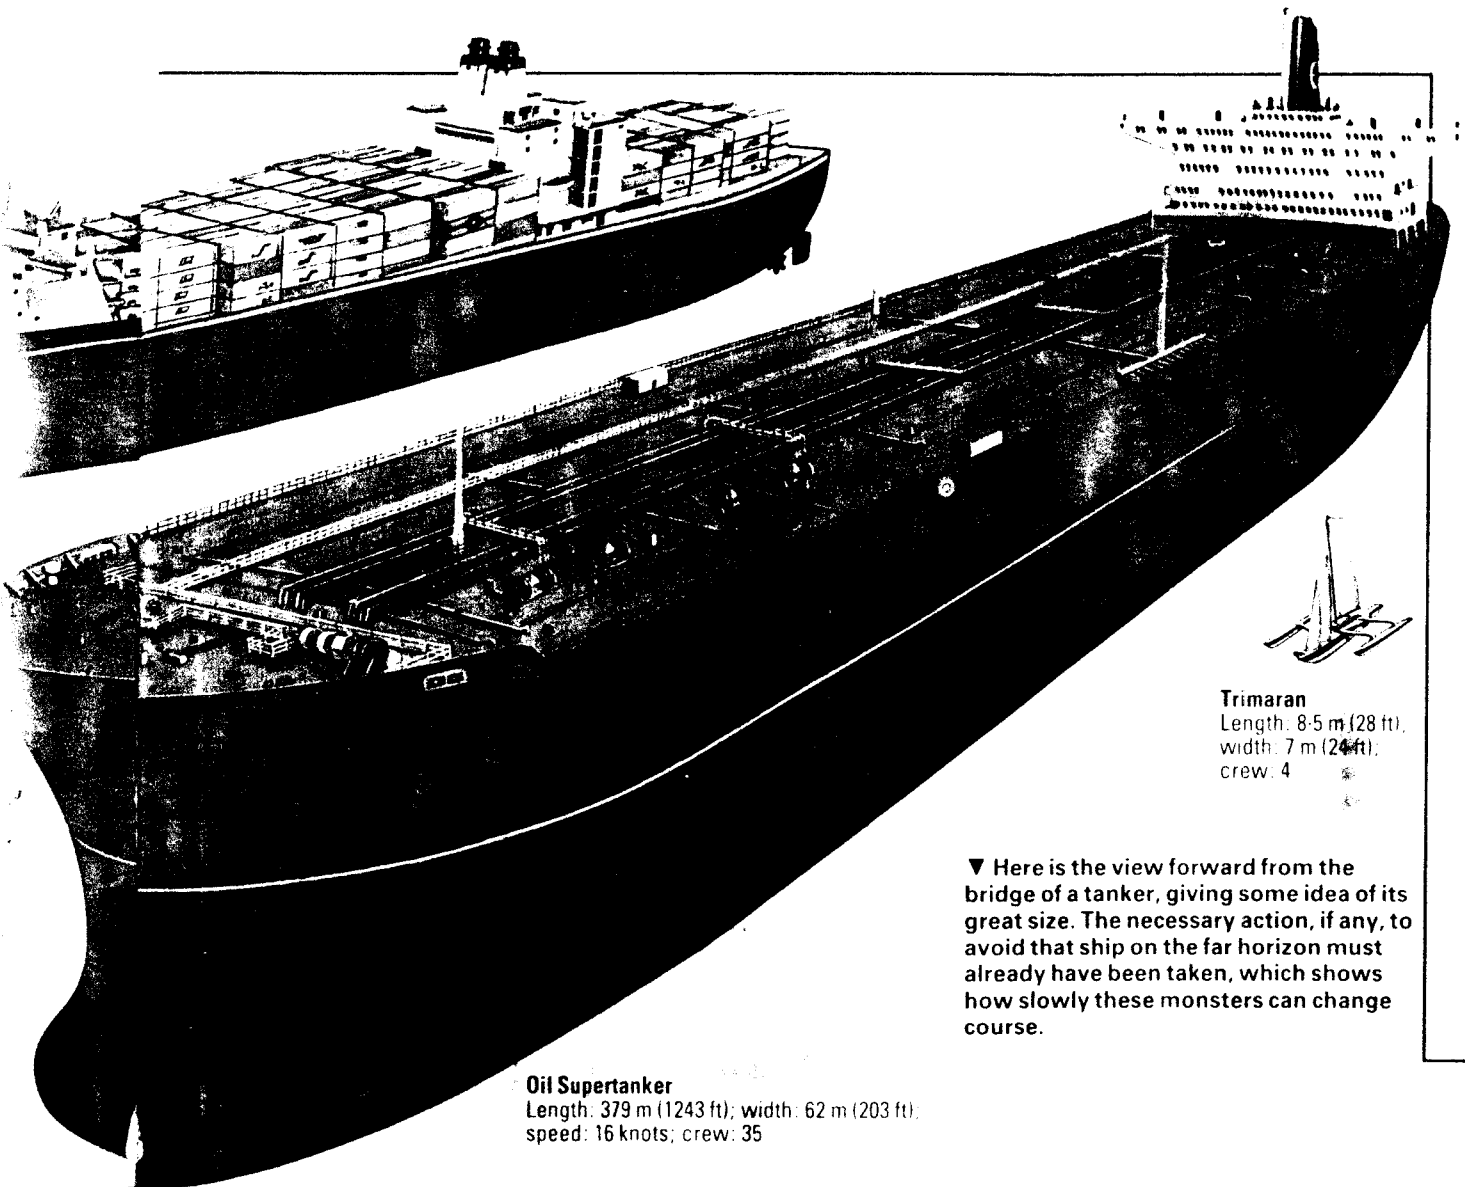 Trimaran
Length: 8·5 m (28 ft);
width: 7 m (24 ft);
crew: 4
▼ Here is the view forward from the
bridge of a tanker, giving some idea of its
great size. The necessary action, if any, to
avoid that ship on the far horizon must
already have been taken, which shows
how slowly these monsters can change
course.
Oil Supertanker
Length: 379 m (1243 ft); width: 62 m (203 ft);
speed: 16 knots; crew: 35